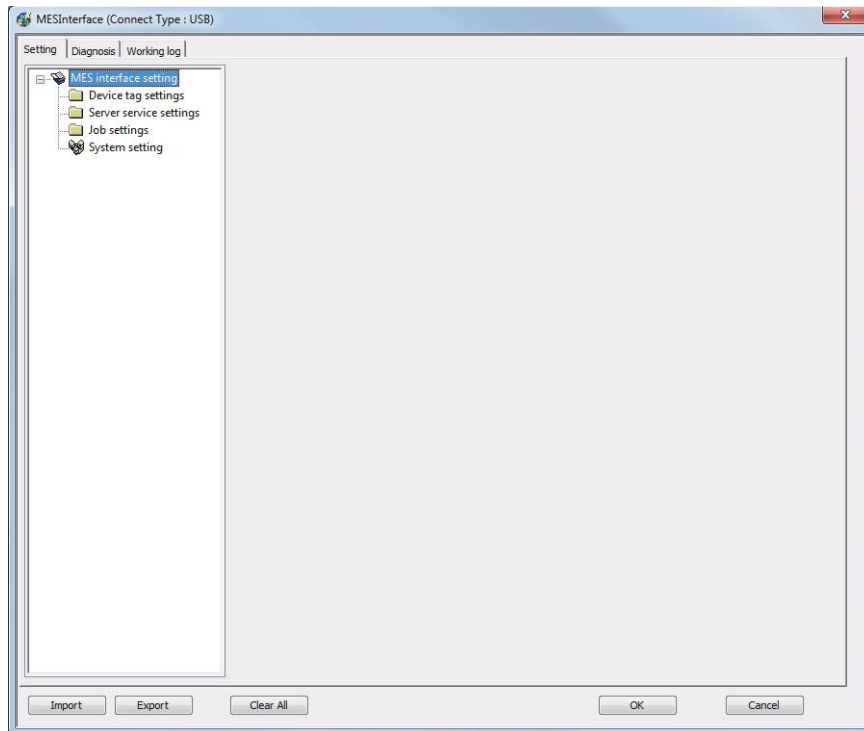 MESInterface (Connect Type : USB)
Setting Diagnosis Working log
MES interface setting
Device tag settings
Server service settings
Job settings
System setting
Import Export Clear All OK Cancel